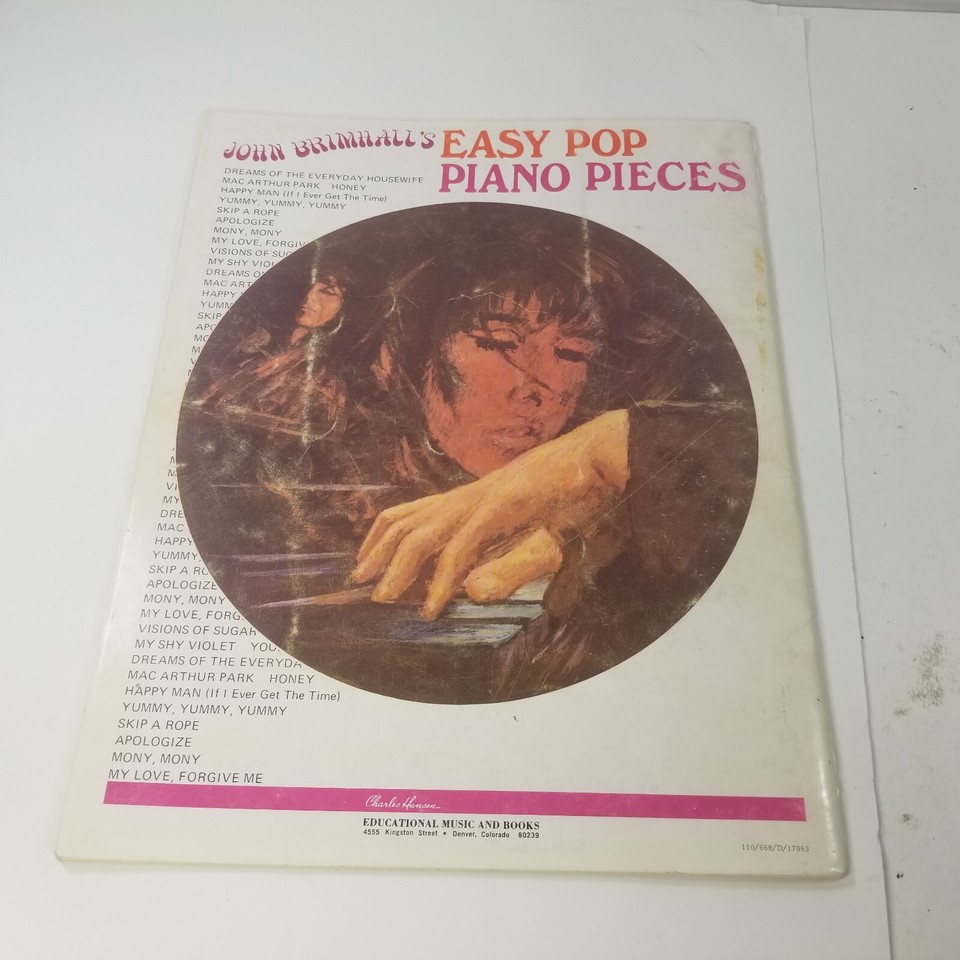 JOHN BRIMHALL'S EASY POP
PIANO PIECES
DREAMS OF THE EVERYDAY HOUSEWIFE
MAC ARTHUR PARK HONEY
HAPPY MAN (If I Ever Get The Time)
YUMMY, YUMMY, YUMMY
SKIP A ROPE
APOLOGIZE
MONY, MONY
MY LOVE, FORGIV
VISIONS OF SUG
MY SHY VIOL
DREAMS O
MAC ART
HAPPY
YUMM
SKIP
APO
MO
M
V
M
M
VI
MY
DRE
MAC
HAPPY
YUMMY,
SKIP A RO
APOLOGIZE
MONY, MONY
MY LOVE, FORG
VISIONS OF SUGAR
MY SHY VIOLET YOU
DREAMS OF THE EVERYDA
MAC ARTHUR PARK HONEY
HAPPY MAN (If I Ever Get The Time)
YUMMY, YUMMY, YUMMY
SKIP A ROPE
APOLOGIZE
MONY, MONY
MY LOVE, FORGIVE ME
Charles Hansen
EDUCATIONAL MUSIC AND BOOKS
4555 Kingston Street • Denver, Colorado 80239
110/668/D/17063